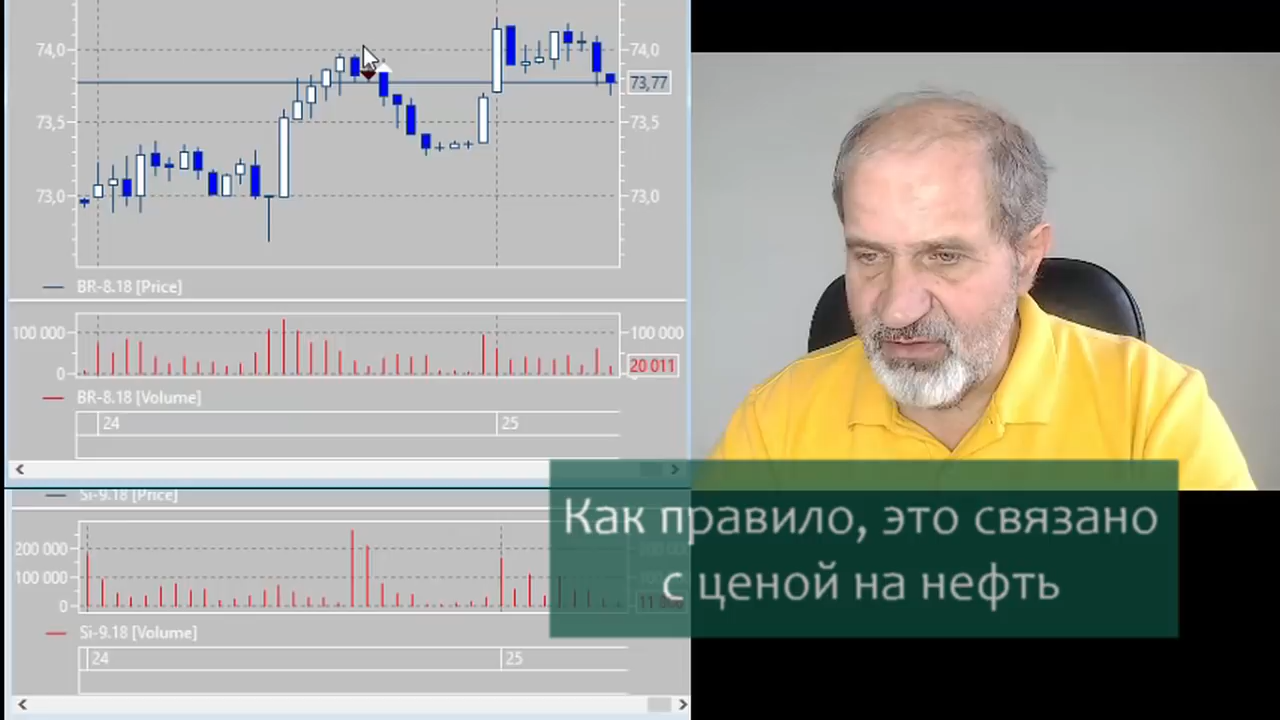 74,0 74,0
73,77
73,5 73,5
73,0 73,0
BR-8.18 [Price]
100 000 100 000
20 011
0
BR-8.18 [Volume]
24 25
Si-9.18 [Price]
200 000
100 000
0
Si-9.18 [Volume]
24 25
Как правило, это связано
с ценой на нефть